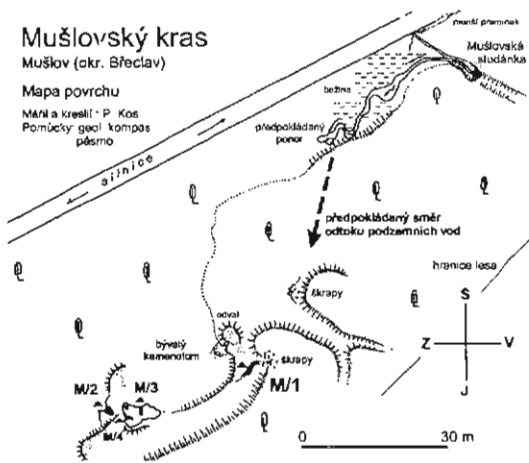 Mušlovský kras
Mušlov (okr. Břeclav)
Mapa povrchu
Měřil a kreslil: P. Kos
Pomůcky: geol. kompas
pásmo
menší pramínek
Mušlovská
studánka
bažina
předpokládaný
ponor
silnice
předpokládaný směr
odtoku podzemních vod
hranice lesa
škrapy
odval
bývalý
kamenolom
škrapy
M/1
M/2
M/3
M/4
S
Z
V
J
0
30 m